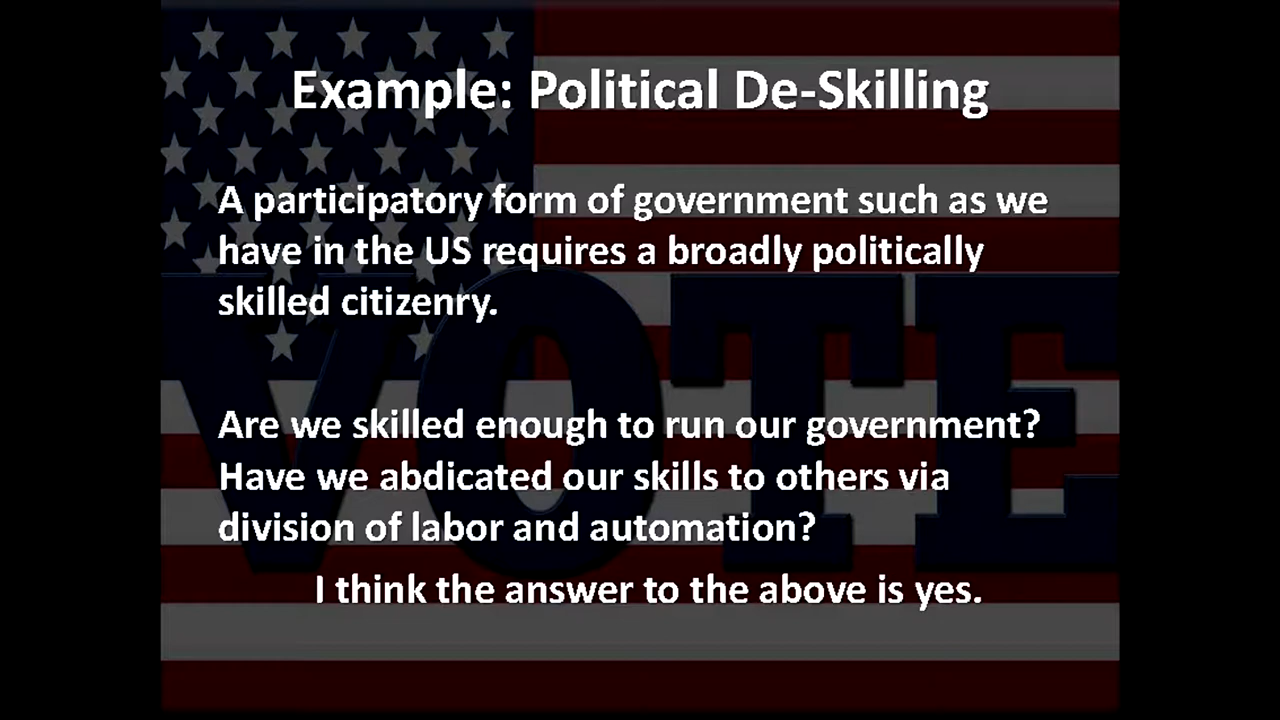 Example: Political De-Skilling
A participatory form of government such as we
have in the US requires a broadly politically
skilled citizenry.
Are we skilled enough to run our government?
Have we abdicated our skills to others via
division of labor and automation?
I think the answer to the above is yes.
VOTE